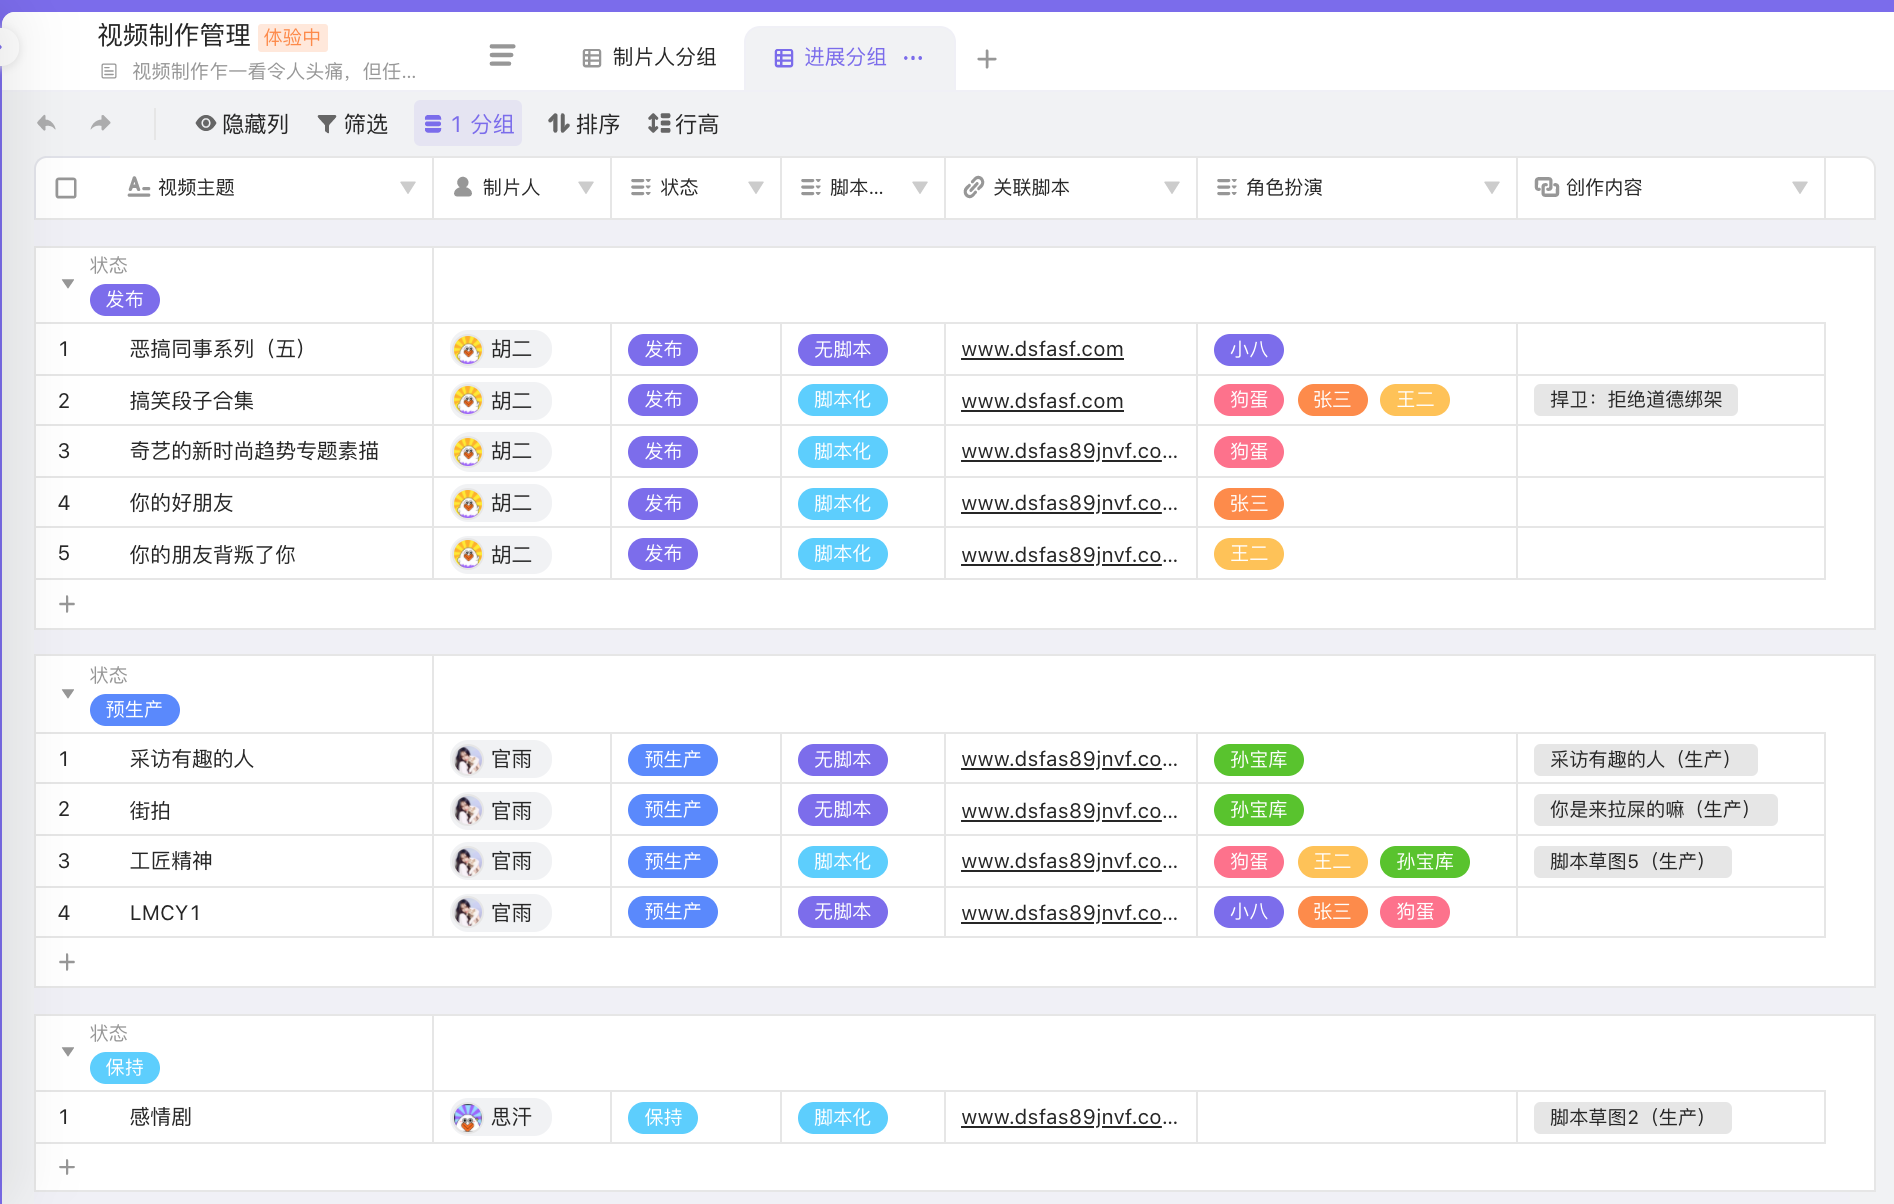 视频制作管理 体验中
视频制作乍一看令人头痛，但任...
制片人分组
进展分组
隐藏列 筛选 1 分组 排序 行高
视频主题 制片人 状态 脚本... 关联脚本 角色扮演 创作内容
状态
发布
1 恶搞同事系列（五） 胡二 发布 无脚本 www.dsfasf.com 小八
2 搞笑段子合集 胡二 发布 脚本化 www.dsfasf.com 狗蛋 张三 王二 捍卫：拒绝道德绑架
3 奇艺的新时尚趋势专题素描 胡二 发布 脚本化 www.dsfas89jnvf.co... 狗蛋
4 你的好朋友 胡二 发布 脚本化 www.dsfas89jnvf.co... 张三
5 你的朋友背叛了你 胡二 发布 脚本化 www.dsfas89jnvf.co... 王二
状态
预生产
1 采访有趣的人 官雨 预生产 无脚本 www.dsfas89jnvf.co... 孙宝库 采访有趣的人（生产）
2 街拍 官雨 预生产 无脚本 www.dsfas89jnvf.co... 孙宝库 你是来拉屎的嘛（生产）
3 工匠精神 官雨 预生产 脚本化 www.dsfas89jnvf.co... 狗蛋 王二 孙宝库 脚本草图5（生产）
4 LMCY1 官雨 预生产 无脚本 www.dsfas89jnvf.co... 小八 张三 狗蛋
状态
保持
1 感情剧 思汗 保持 脚本化 www.dsfas89jnvf.co... 脚本草图2（生产）